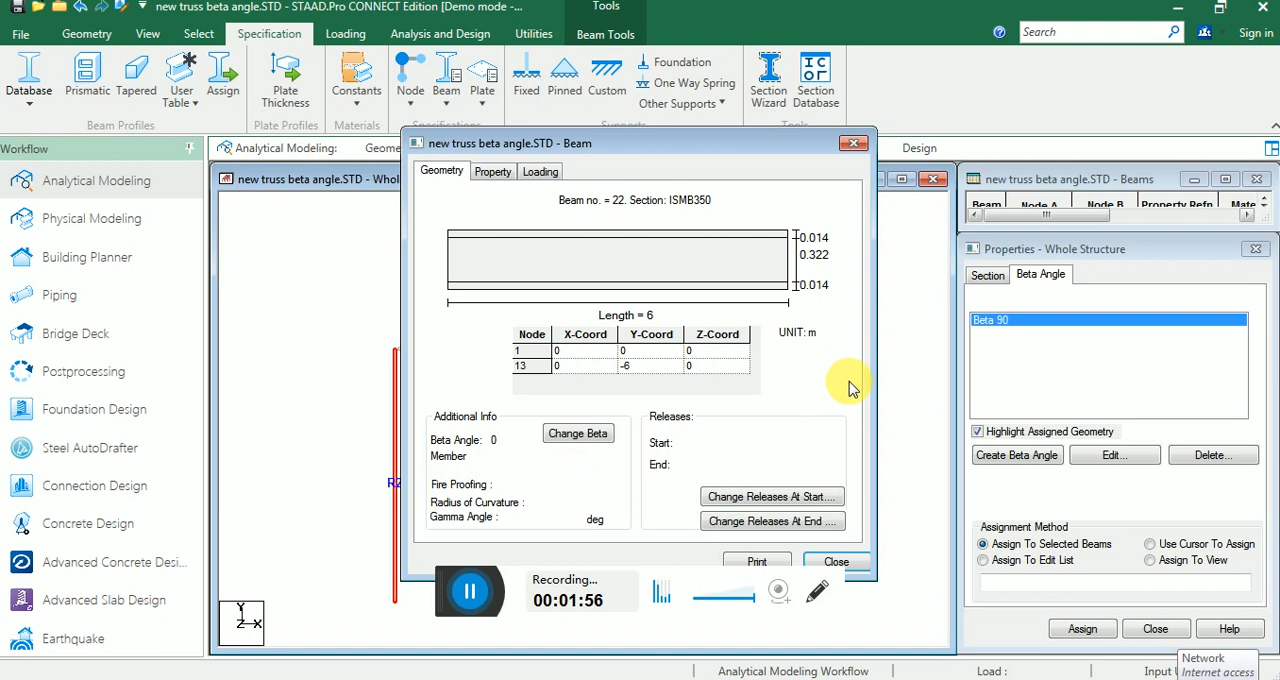 new truss beta angle.STD - STAAD.Pro CONNECT Edition [Demo mode -...
Tools
File
Geometry
View
Select
Specification
Loading
Analysis and Design
Utilities
Beam Tools
Search
Sign in
Database
Prismatic
Tapered
User
Table
Assign
Plate
Thickness
Constants
Node
Beam
Plate
Fixed
Pinned
Custom
Foundation
One Way Spring
Other Supports
Section
Wizard
Section
Database
Beam Profiles
Plate Profiles
Materials
Specifications
Supports
Tools
Workflow
Analytical Modeling
Physical Modeling
Building Planner
Piping
Bridge Deck
Postprocessing
Foundation Design
Steel AutoDrafter
Connection Design
Concrete Design
Advanced Concrete Desi...
Advanced Slab Design
Earthquake
Analytical Modeling:
Geome
Design
new truss beta angle.STD - Whol
new truss beta angle.STD - Beam
Geometry
Property
Loading
Beam no. = 22. Section: ISMB350
0.014
0.322
0.014
Length = 6
UNIT: m
Node X-Coord Y-Coord Z-Coord
1 0 0 0
13 0 -6 0
Additional Info
Beta Angle: 0
Change Beta
Member
Fire Proofing :
Radius of Curvature :
Gamma Angle :
deg
Releases:
Start:
End:
Change Releases At Start....
Change Releases At End ....
Print
Close
Recording...
00:01:56
Y
Z X
new truss beta angle.STD - Beams
Beam Node A Node B Property Refn Mate
Properties - Whole Structure
Section
Beta Angle
Beta 90
Highlight Assigned Geometry
Create Beta Angle
Edit...
Delete...
Assignment Method
Assign To Selected Beams
Use Cursor To Assign
Assign To Edit List
Assign To View
Assign
Close
Help
Analytical Modeling Workflow
Load :
Input U
Network
Internet access